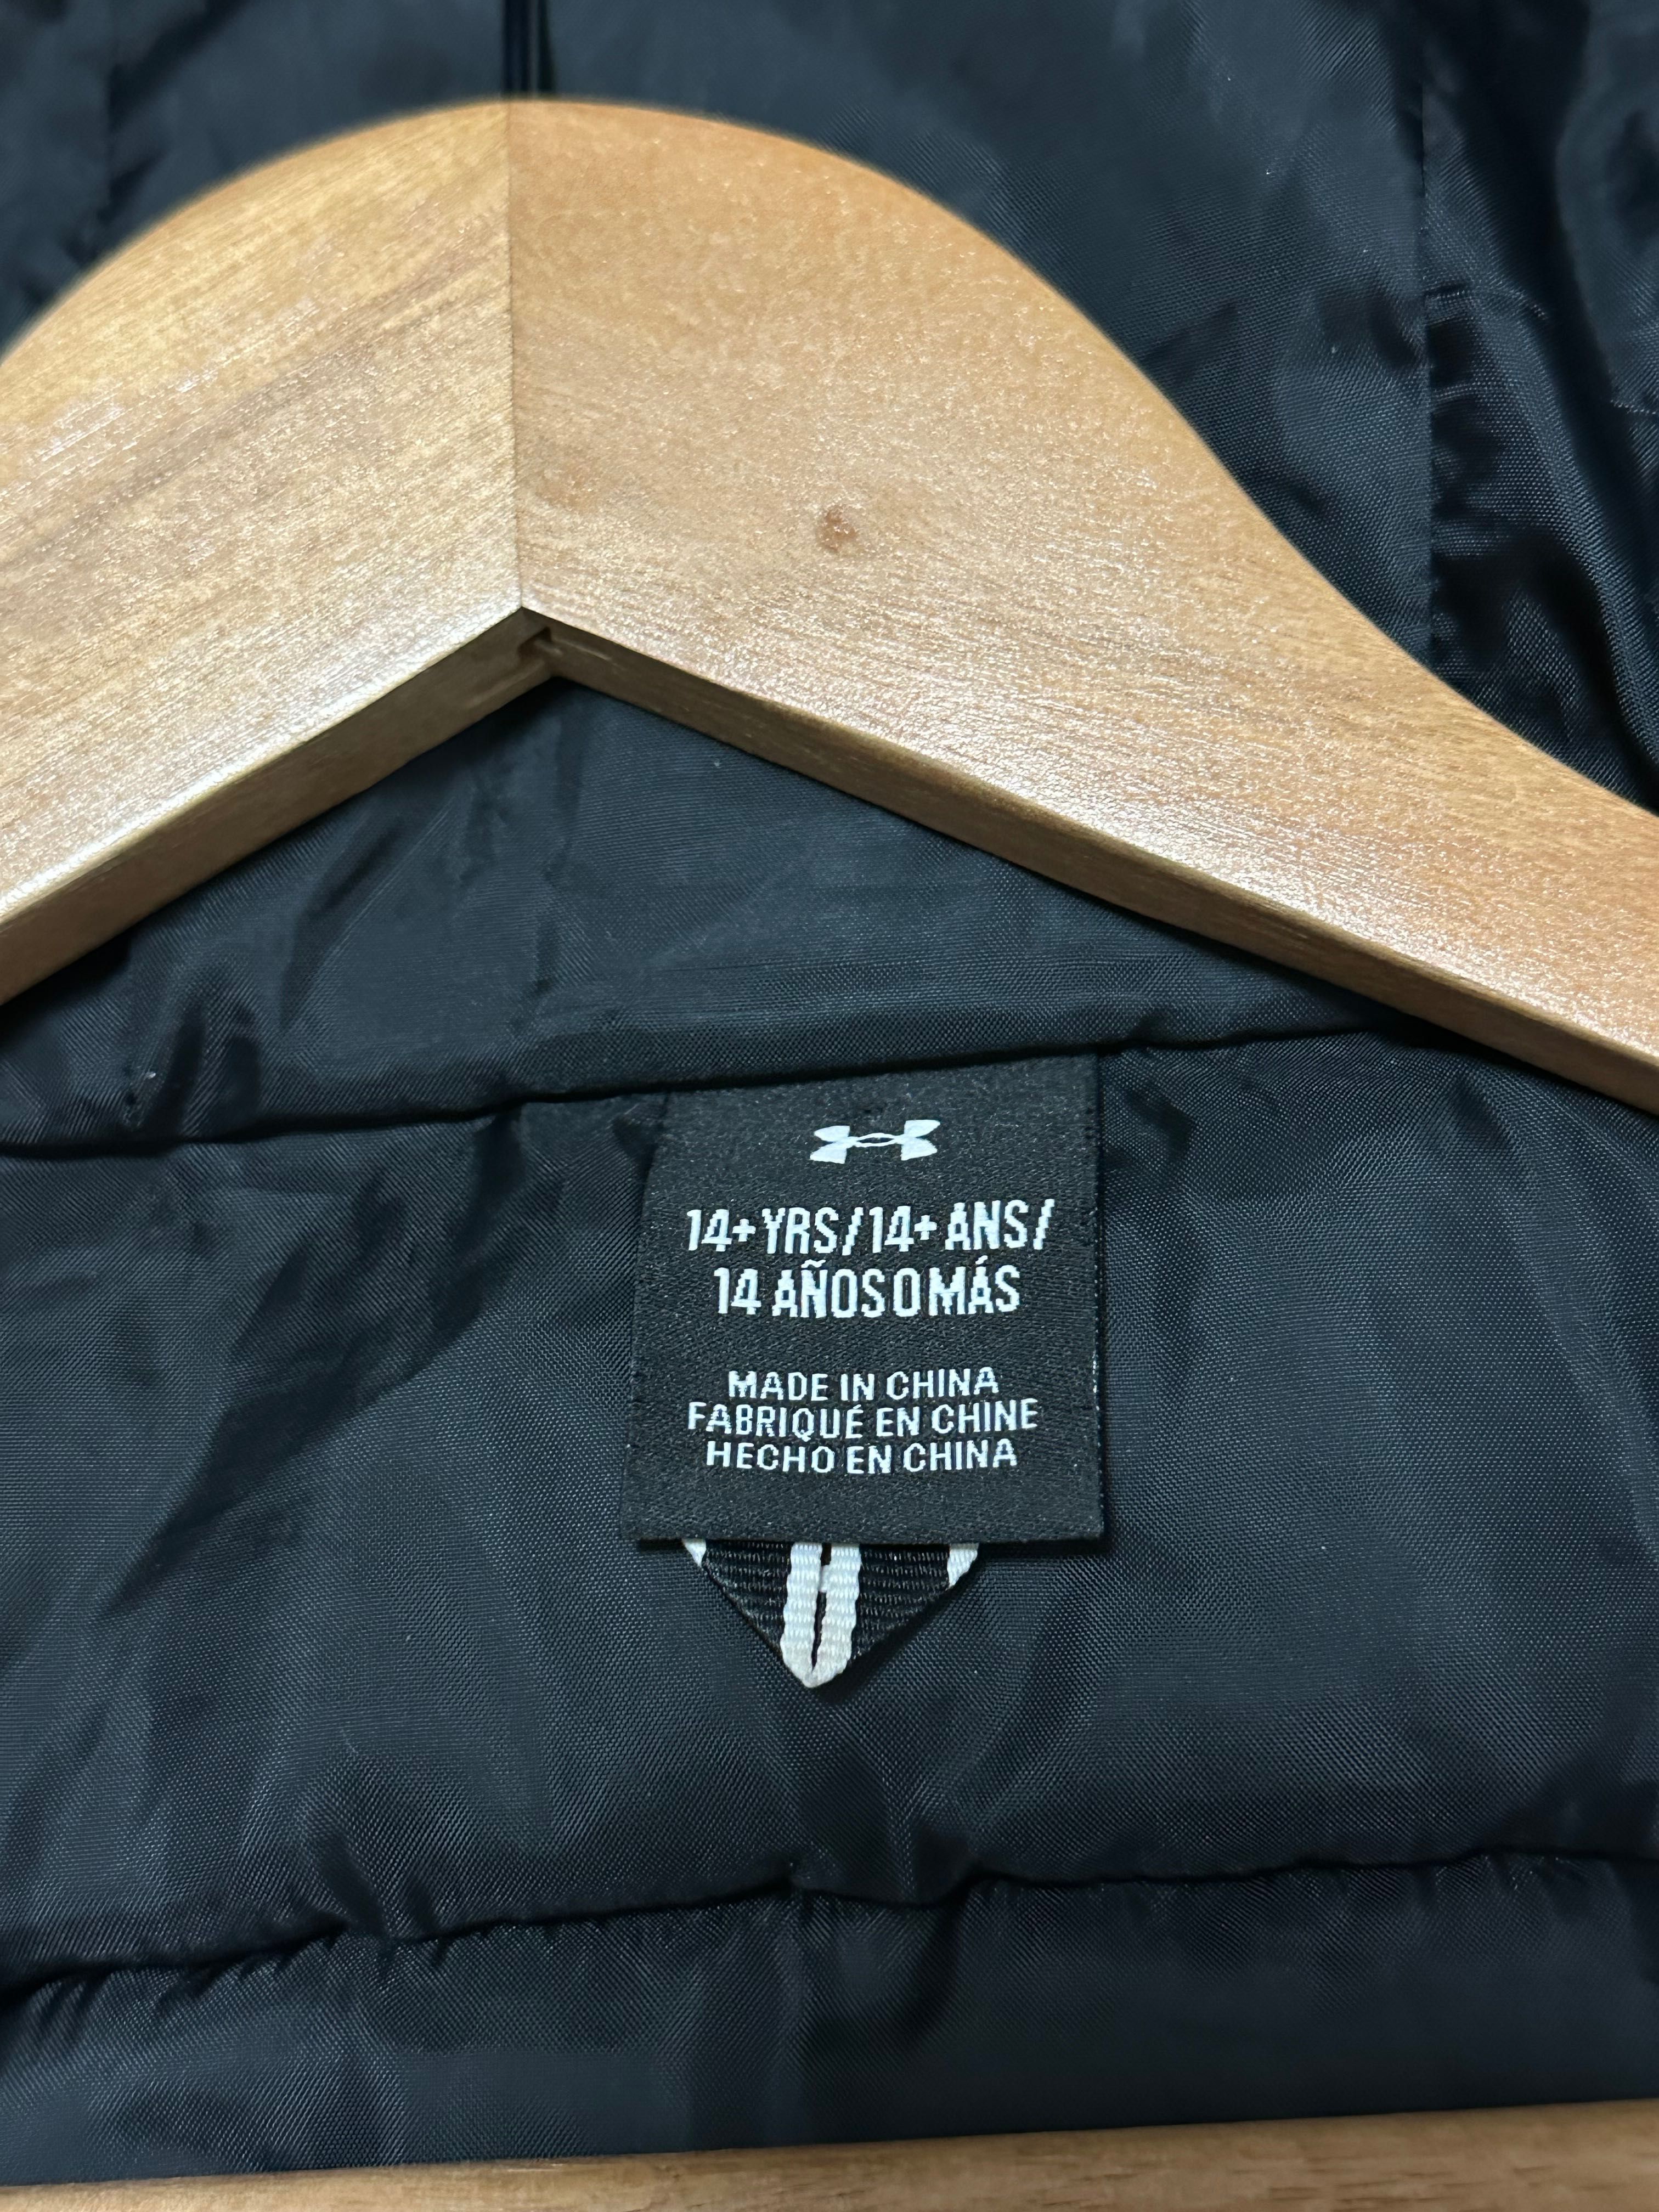 14+ YRS/14+ ANS/
14 AÑOS O MÁS
MADE IN CHINA
FABRIQUÉ EN CHINE
HECHO EN CHINA